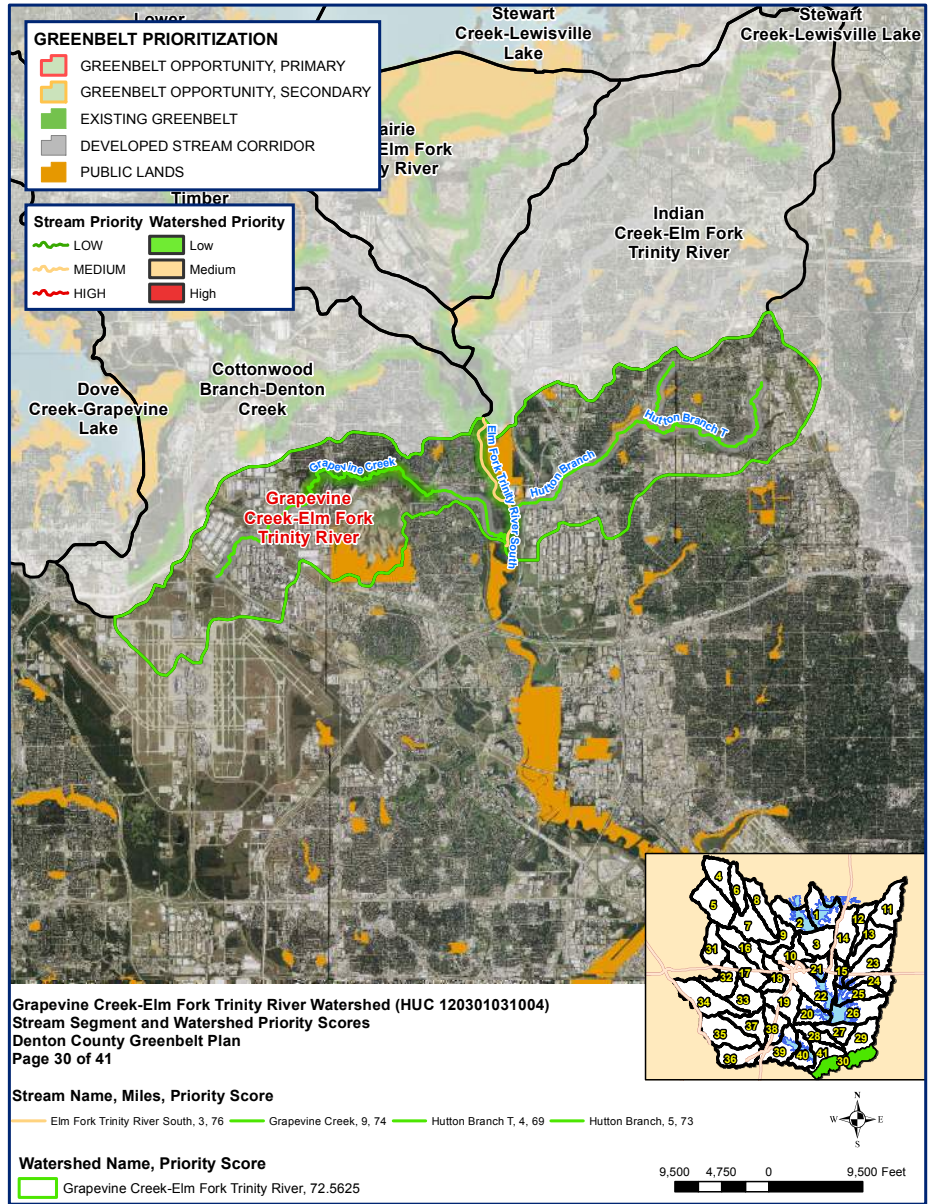 Lower
Stewart
Creek-Lewisville
Lake
Stewart
Creek-Lewisville Lake
GREENBELT PRIORITIZATION
GREENBELT OPPORTUNITY, PRIMARY
GREENBELT OPPORTUNITY, SECONDARY
EXISTING GREENBELT
DEVELOPED STREAM CORRIDOR
PUBLIC LANDS
airie
Elm Fork
y River
Timber
Stream Priority Watershed Priority
LOW Low
MEDIUM Medium
HIGH High
Indian
Creek-Elm Fork
Trinity River
Cottonwood
Branch-Denton
Creek
Dove
Creek-Grapevine
Lake
Grapevine Creek
Grapevine
Creek-Elm Fork
Trinity River
Elm Fork Trinity River South
Hutton Branch
Hutton Branch T
4
6
8
5
7
2
1
12
11
13
14
9
3
10
31
16
23
32
17
18
21
15
24
25
34
33
19
22
20
26
35
37
38
28
27
29
36
39
40
41
30
Grapevine Creek-Elm Fork Trinity River Watershed (HUC 120301031004)
Stream Segment and Watershed Priority Scores
Denton County Greenbelt Plan
Page 30 of 41
Stream Name, Miles, Priority Score
Elm Fork Trinity River South, 3, 76 Grapevine Creek, 9, 74 Hutton Branch T, 4, 69 Hutton Branch, 5, 73
N
W E
S
Watershed Name, Priority Score
Grapevine Creek-Elm Fork Trinity River, 72.5625
9,500 4,750 0 9,500 Feet